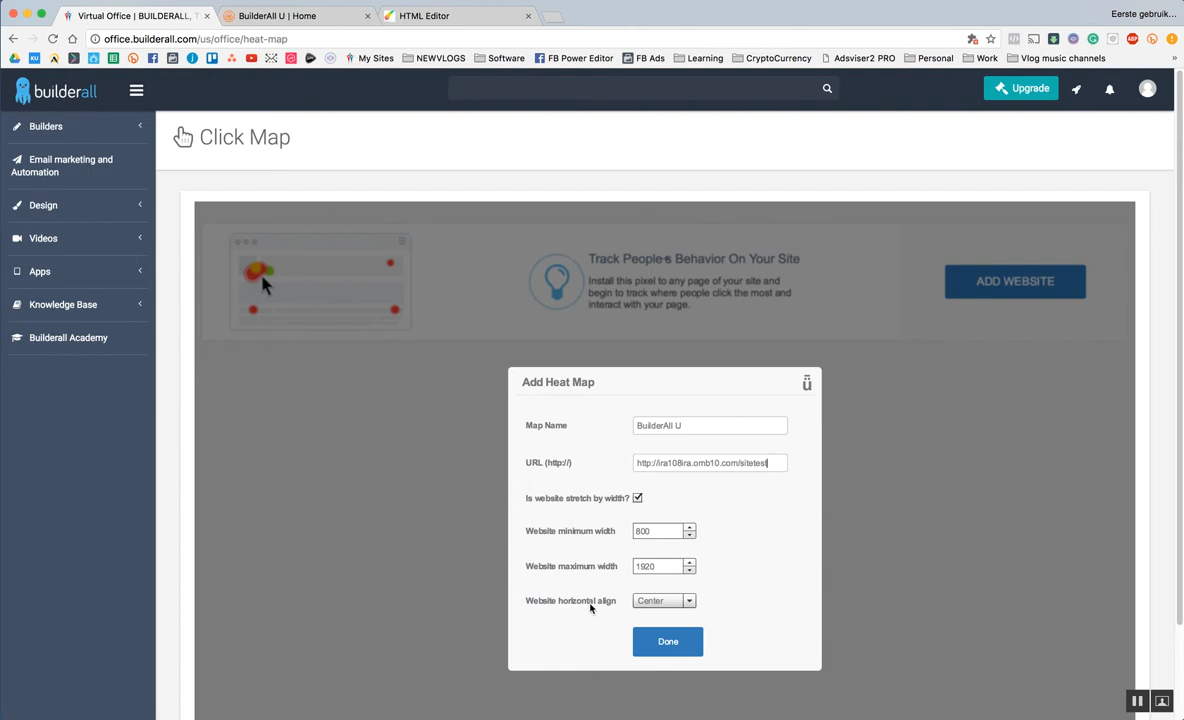 Virtual Office | BUILDERALL, T
BuilderAll U | Home
HTML Editor
Eerste gebruik...
office.builderall.com/us/office/heat-map
My Sites
NEWVLOGS
Software
FB Power Editor
FB Ads
Learning
CryptoCurrency
Adsviser2 PRO
Personal
Work
Vlog music channels
»
builderall
Upgrade
Builders
Email marketing and
Automation
Design
Videos
Apps
Knowledge Base
Builderall Academy
Click Map
Track People•s Behavior On Your Site
Install this pixel to any page of your site and
begin to track where people click the most and
interact with your page.
ADD WEBSITE
Add Heat Map
Map Name
BuilderAll U
URL (http://)
http://ira108ira.omb10.com/sitetest
Is website stretch by width?
Website minimum width
800
Website maximum width
1920
Website horizontal align
Center
Done